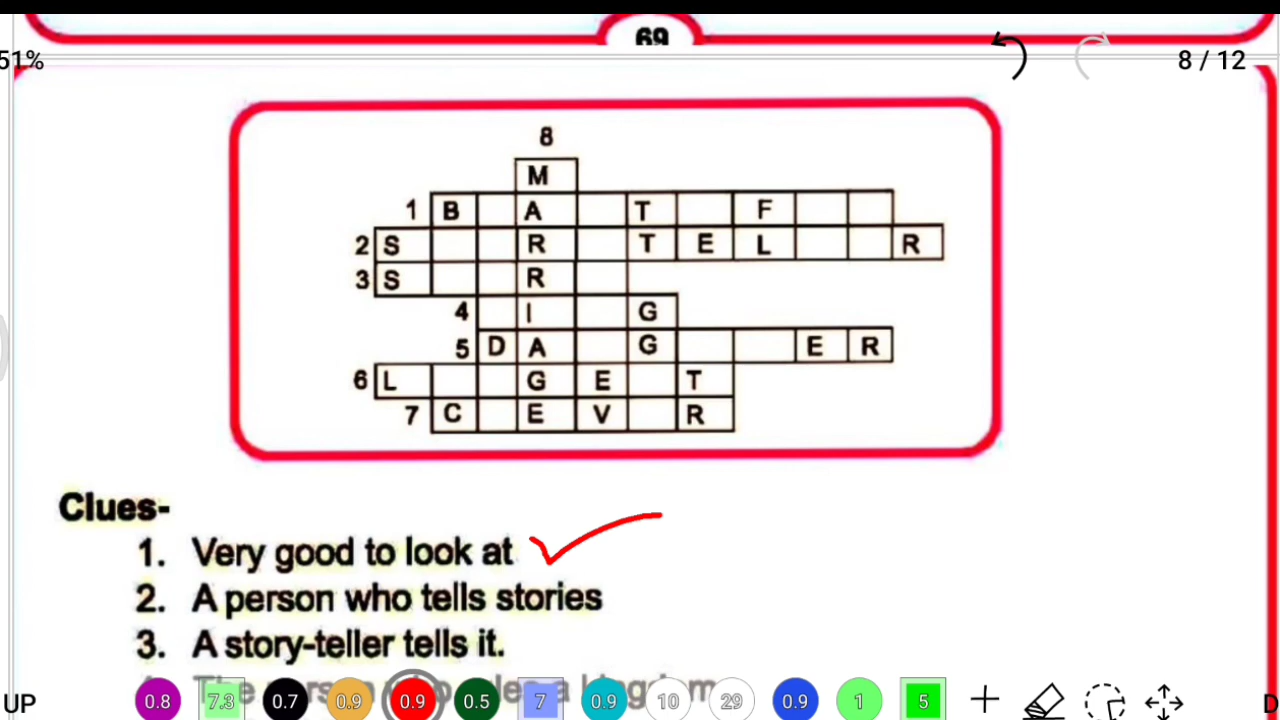 69
51%
8 / 12
8
M
1 B A T F
2 S R T E L R
3 S R
4 I G
5 D A G E R
6 L G E T
7 C E V R
Clues-
1. Very good to look at
2. A person who tells stories
3. A story-teller tells it.
UP 0.8 7.3 0.7 0.9 0.9 0.5 7 0.9 10 29 0.9 1 5 D